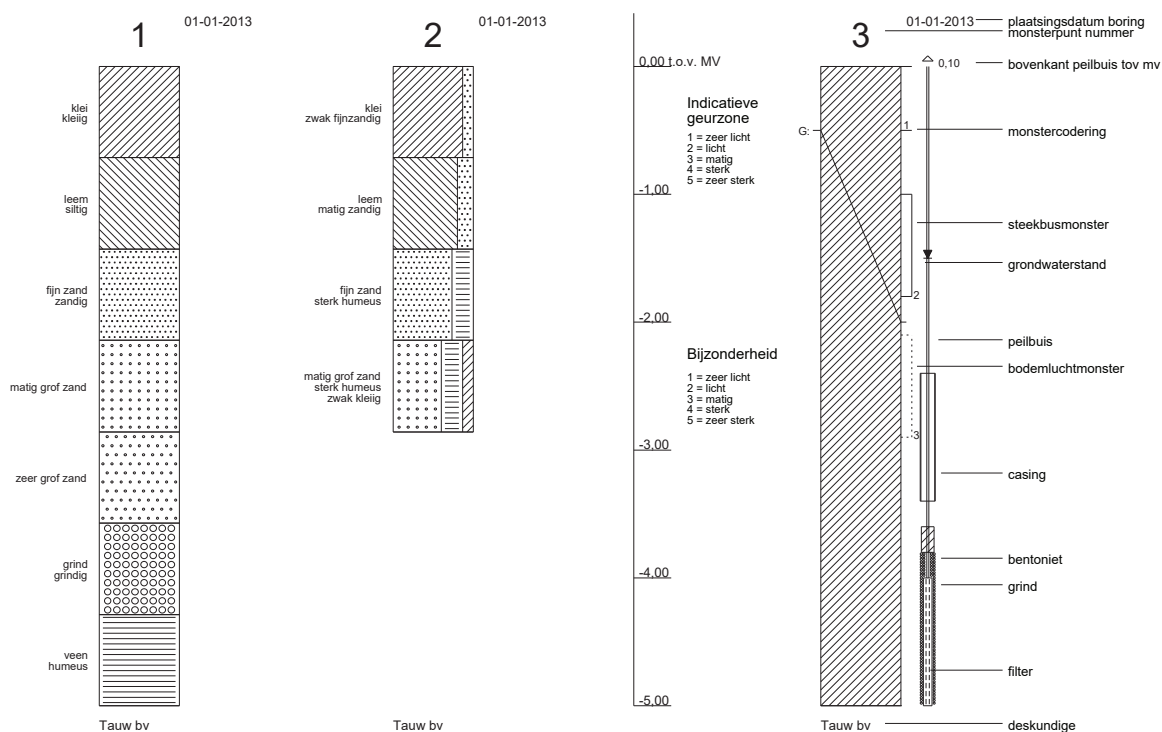 01-01-2013
1
klei
kleiig
leem
siltig
fijn zand
zandig
matig grof zand
zeer grof zand
grind
grindig
veen
humeus
Tauw bv
01-01-2013
2
klei
zwak fijnzandig
leem
matig zandig
fijn zand
sterk humeus
matig grof zand
sterk humeus
zwak kleiig
Tauw bv
0,00 t.o.v. MV
-1,00
-2,00
-3,00
-4,00
-5,00
Indicatieve
geurzone
1 = zeer licht
2 = licht
3 = matig
4 = sterk
5 = zeer sterk
Bijzonderheid
1 = zeer licht
2 = licht
3 = matig
4 = sterk
5 = zeer sterk
3
01-01-2013
plaatsingsdatum boring
monsterpunt nummer
0,10
bovenkant peilbuis tov mv
G:
1
monstercodering
steekbusmonster
grondwaterstand
2
peilbuis
bodemluchtmonster
3
casing
bentoniet
grind
filter
Tauw bv
deskundige